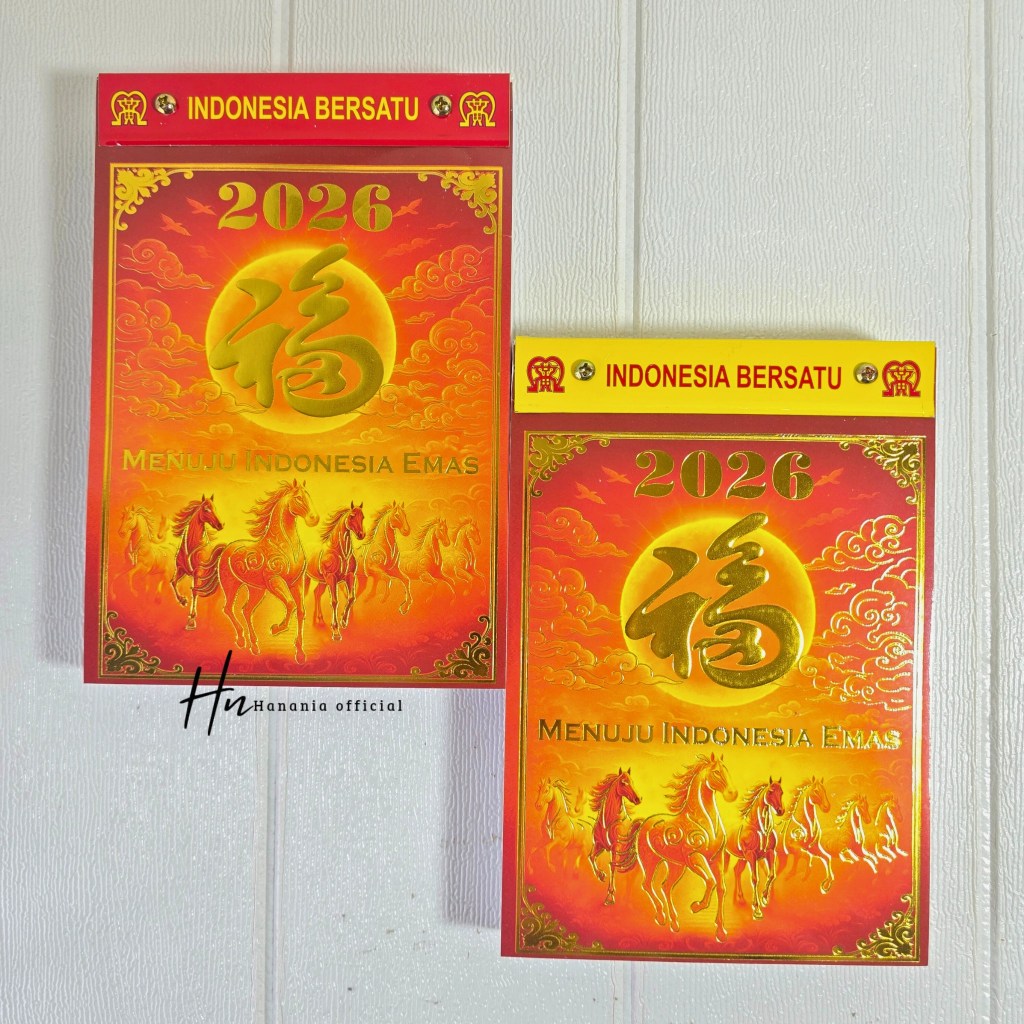 INDONESIA BERSATU
2026
福
MENUJU INDONESIA EMAS
Hn Hanania official
INDONESIA BERSATU
2026
福
MENUJU INDONESIA EMAS